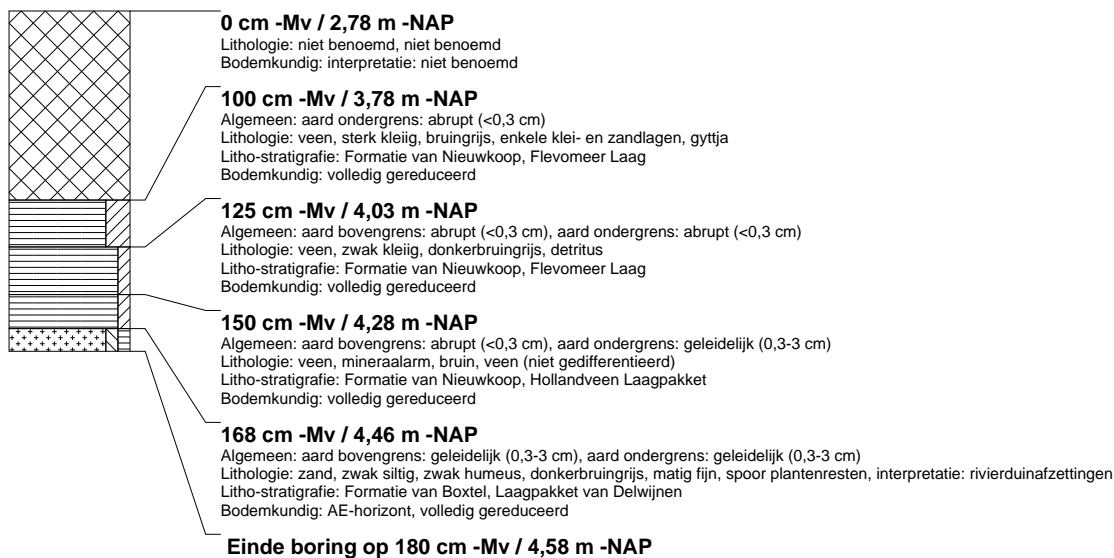 0 cm -Mv / 2,78 m -NAP
Lithologie: niet benoemd, niet benoemd
Bodemkundig: interpretatie: niet benoemd
100 cm -Mv / 3,78 m -NAP
Algemeen: aard ondergrens: abrupt (<0,3 cm)
Lithologie: veen, sterk kleiig, bruingrijs, enkele klei- en zandlagen, gyttja
Litho-stratigrafie: Formatie van Nieuwkoop, Flevomeer Laag
Bodemkundig: volledig gereduceerd
125 cm -Mv / 4,03 m -NAP
Algemeen: aard bovengrens: abrupt (<0,3 cm), aard ondergrens: abrupt (<0,3 cm)
Lithologie: veen, zwak kleiig, donkerbruingrijs, detritus
Litho-stratigrafie: Formatie van Nieuwkoop, Flevomeer Laag
Bodemkundig: volledig gereduceerd
150 cm -Mv / 4,28 m -NAP
Algemeen: aard bovengrens: abrupt (<0,3 cm), aard ondergrens: geleidelijk (0,3-3 cm)
Lithologie: veen, mineraalarm, bruin, veen (niet gedifferentieerd)
Litho-stratigrafie: Formatie van Nieuwkoop, Hollandveen Laagpakket
Bodemkundig: volledig gereduceerd
168 cm -Mv / 4,46 m -NAP
Algemeen: aard bovengrens: geleidelijk (0,3-3 cm), aard ondergrens: geleidelijk (0,3-3 cm)
Lithologie: zand, zwak siltig, zwak humeus, donkerbruingrijs, matig fijn, spoor plantenresten, interpretatie: rivierduinafzettingen
Litho-stratigrafie: Formatie van Boxtel, Laagpakket van Delwijnen
Bodemkundig: AE-horizont, volledig gereduceerd
Einde boring op 180 cm -Mv / 4,58 m -NAP